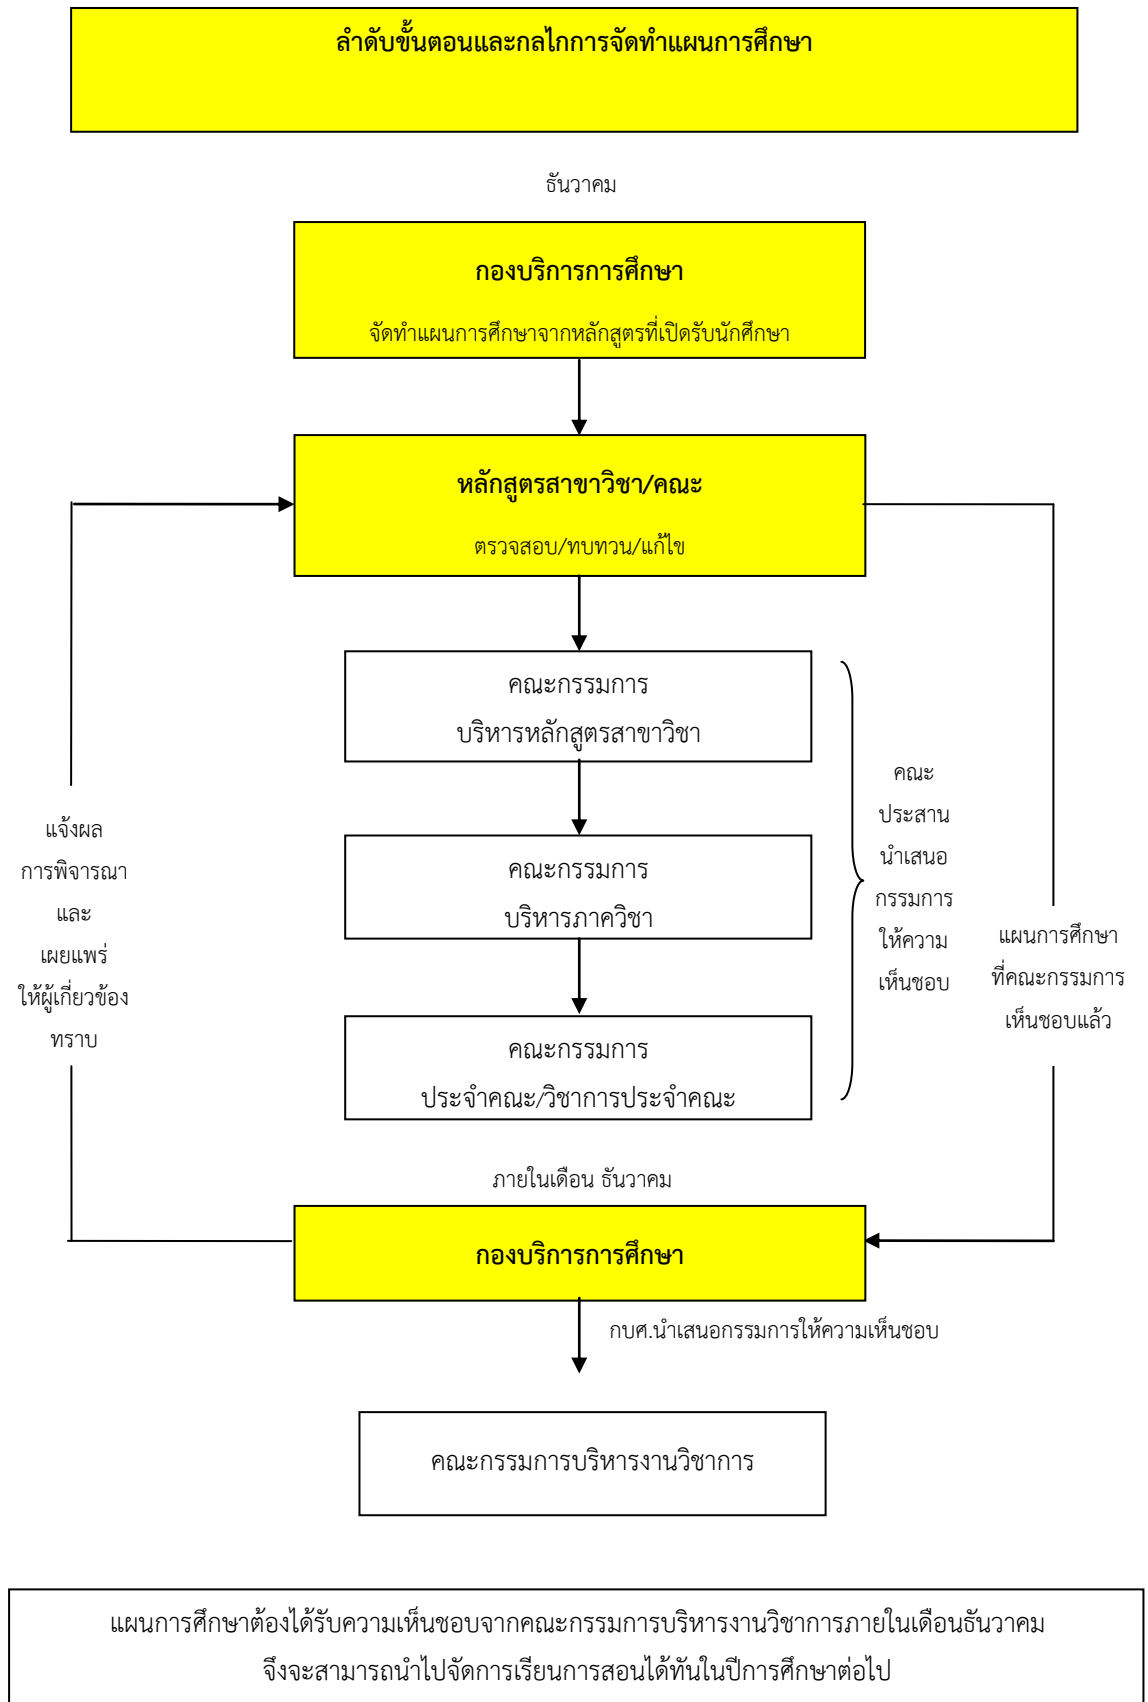 ลำดับขั้นตอนและกลไกการจัดทำแผนการศึกษา
ธันวาคม
กองบริการการศึกษา
จัดทำแผนการศึกษาจากหลักสูตรที่เปิดรับนักศึกษา
หลักสูตรสาขาวิชา/คณะ
ตรวจสอบ/ทบทวน/แก้ไข
คณะกรรมการ
บริหารหลักสูตรสาขาวิชา
คณะกรรมการ
บริหารภาควิชา
คณะกรรมการ
ประจำคณะ/วิชาการประจำคณะ
คณะ
ประสาน
นำเสนอ
กรรมการ
ให้ความ
เห็นชอบ
แผนการศึกษา
ที่คณะกรรมการ
เห็นชอบแล้ว
แจ้งผล
การพิจารณา
และ
เผยแพร่
ให้ผู้เกี่ยวข้อง
ทราบ
ภายในเดือน ธันวาคม
กองบริการการศึกษา
กบศ.นำเสนอกรรมการให้ความเห็นชอบ
คณะกรรมการบริหารงานวิชาการ
แผนการศึกษาต้องได้รับความเห็นชอบจากคณะกรรมการบริหารงานวิชาการภายในเดือนธันวาคม
จึงจะสามารถนำไปจัดการเรียนการสอนได้ทันในปีการศึกษาต่อไป